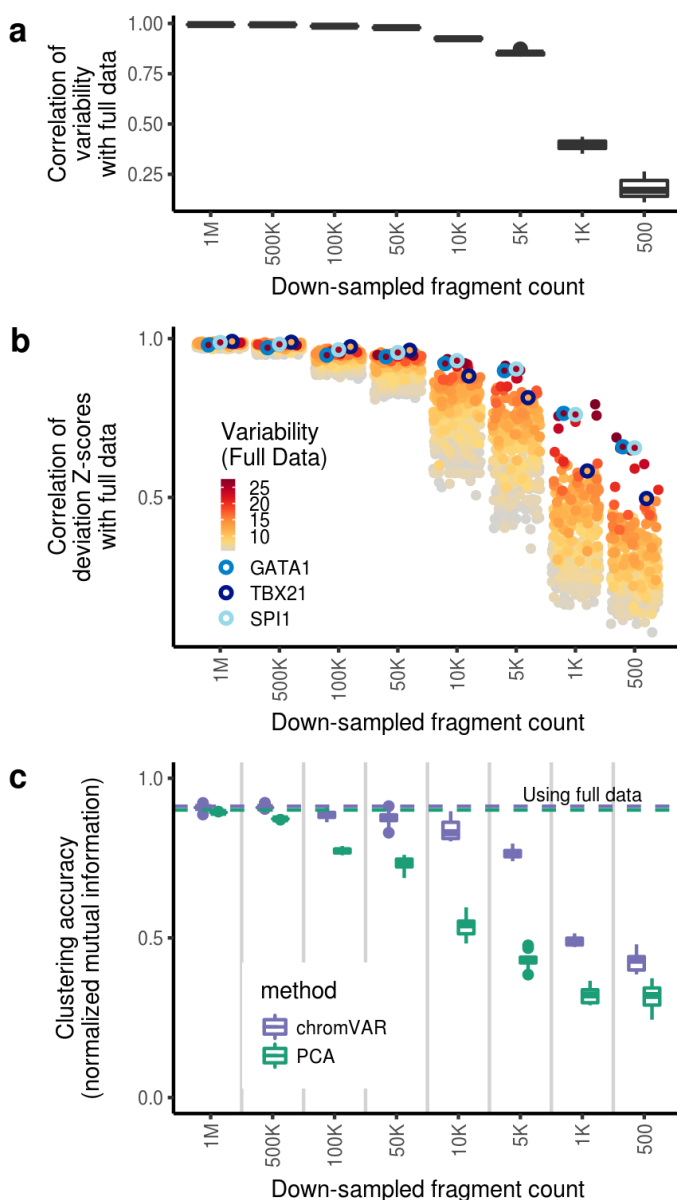 a
Correlation of
variability
with full data
1.00
0.75
0.50
0.25
1M
500K
100K
50K
10K
5K
1K
500
Down-sampled fragment count
b
Correlation of
deviation Z-scores
with full data
1.0
0.5
Variability
(Full Data)
25
20
15
10
GATA1
TBX21
SPI1
1M
500K
100K
50K
10K
5K
1K
500
Down-sampled fragment count
c
Clustering accuracy
(normalized mutual information)
1.0
0.5
0.0
Using full data
method
chromVAR
PCA
1M
500K
100K
50K
10K
5K
1K
500
Down-sampled fragment count